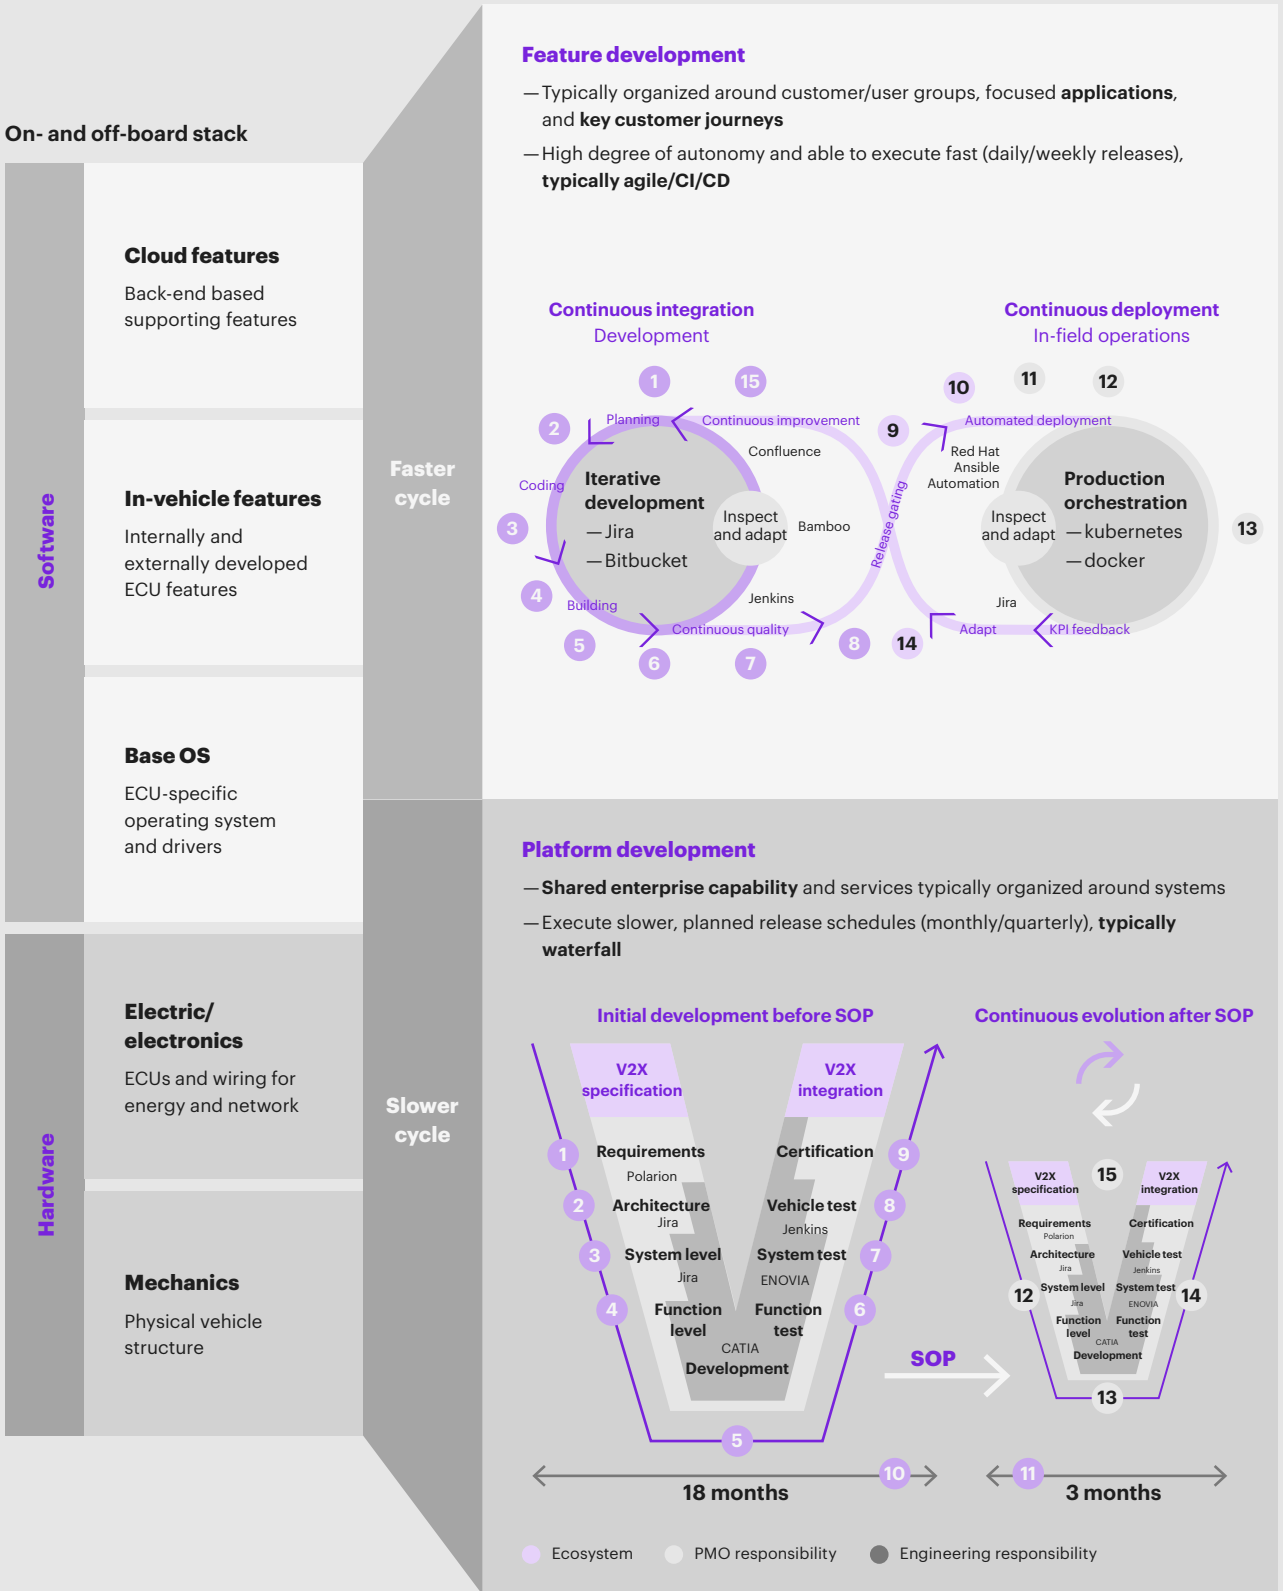 On- and off-board stack
Software
Cloud features
Back-end based
supporting features
In-vehicle features
Internally and
externally developed
ECU features
Base OS
ECU-specific
operating system
and drivers
Hardware
Electric/
electronics
ECUs and wiring for
energy and network
Mechanics
Physical vehicle
structure
Faster
cycle
Slower
cycle
Feature development
— Typically organized around customer/user groups, focused applications,
and key customer journeys
— High degree of autonomy and able to execute fast (daily/weekly releases),
typically agile/CI/CD
Continuous integration
Development
Continuous deployment
In-field operations
1
15
10
11
12
2
Planning
Continuous improvement
9
Automated deployment
Confluence
Red Hat
Ansible
Automation
Coding
Iterative
development
— Jira
— Bitbucket
Inspect
and adapt
Bamboo
Release gating
Inspect
and adapt
Production
orchestration
— kubernetes
— docker
3
13
4
Building
Jenkins
Jira
5
Continuous quality
Adapt
KPI feedback
6
7
8
14
Platform development
— Shared enterprise capability and services typically organized around systems
— Execute slower, planned release schedules (monthly/quarterly), typically
waterfall
Initial development before SOP
V2X
specification
V2X
integration
1
Requirements
Polarion
Certification
9
2
Architecture
Jira
Vehicle test
Jenkins
8
3
System level
Jira
System test
ENOVIA
7
4
Function
level
Function
test
6
CATIA
Development
5
18 months
10
SOP
Continuous evolution after SOP
V2X
specification
15
V2X
integration
Requirements
Polarion
Certification
Architecture
Jira
Vehicle test
Jenkins
12
System level
Jira
System test
ENOVIA
14
Function
level
Function
test
CATIA
Development
13
11
3 months
Ecosystem
PMO responsibility
Engineering responsibility